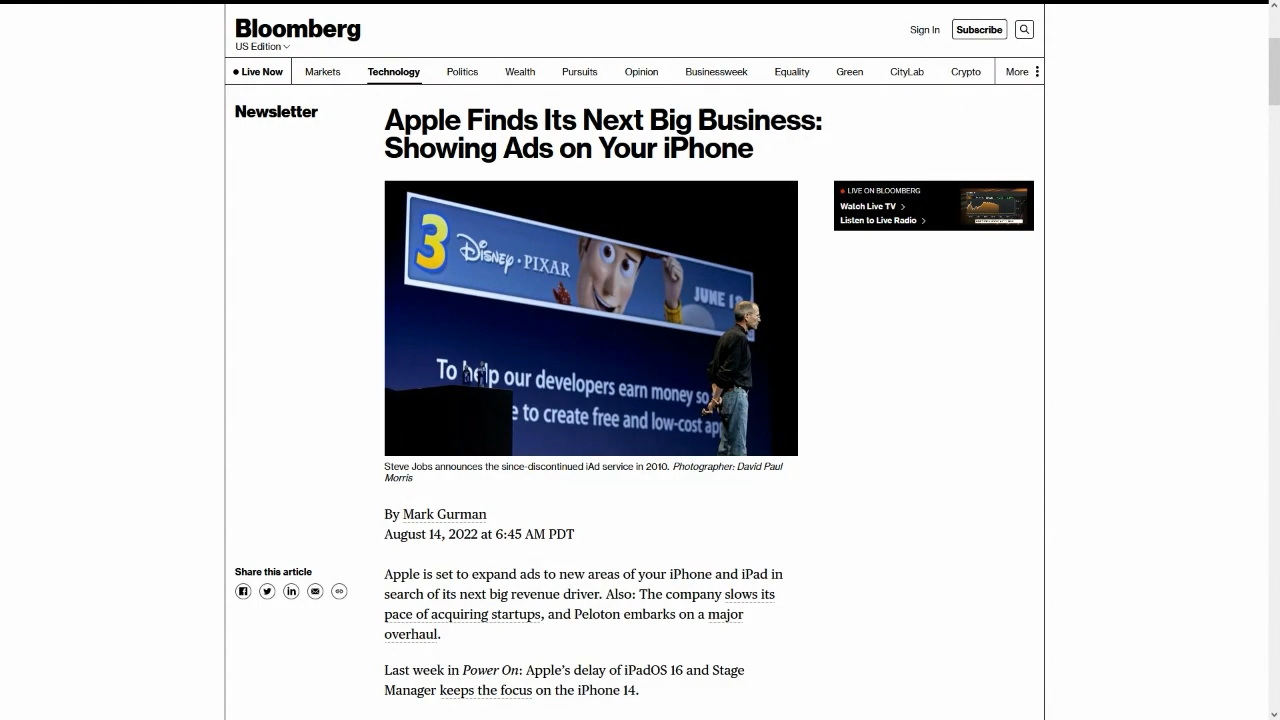 Bloomberg
US Edition
Sign In
Subscribe
Live Now
Markets
Technology
Politics
Wealth
Pursuits
Opinion
Businessweek
Equality
Green
CityLab
Crypto
More
Newsletter
Apple Finds Its Next Big Business:
Showing Ads on Your iPhone
3 Disney · PIXAR
JUNE 1
To help our developers earn money so
e to create free and low-cost ap
LIVE ON BLOOMBERG
Watch Live TV
Listen to Live Radio
Steve Jobs announces the since-discontinued iAd service in 2010. Photographer: David Paul
Morris
By Mark Gurman
August 14, 2022 at 6:45 AM PDT
Share this article
Apple is set to expand ads to new areas of your iPhone and iPad in
search of its next big revenue driver. Also: The company slows its
pace of acquiring startups, and Peloton embarks on a major
overhaul.
Last week in Power On: Apple’s delay of iPadOS 16 and Stage
Manager keeps the focus on the iPhone 14.